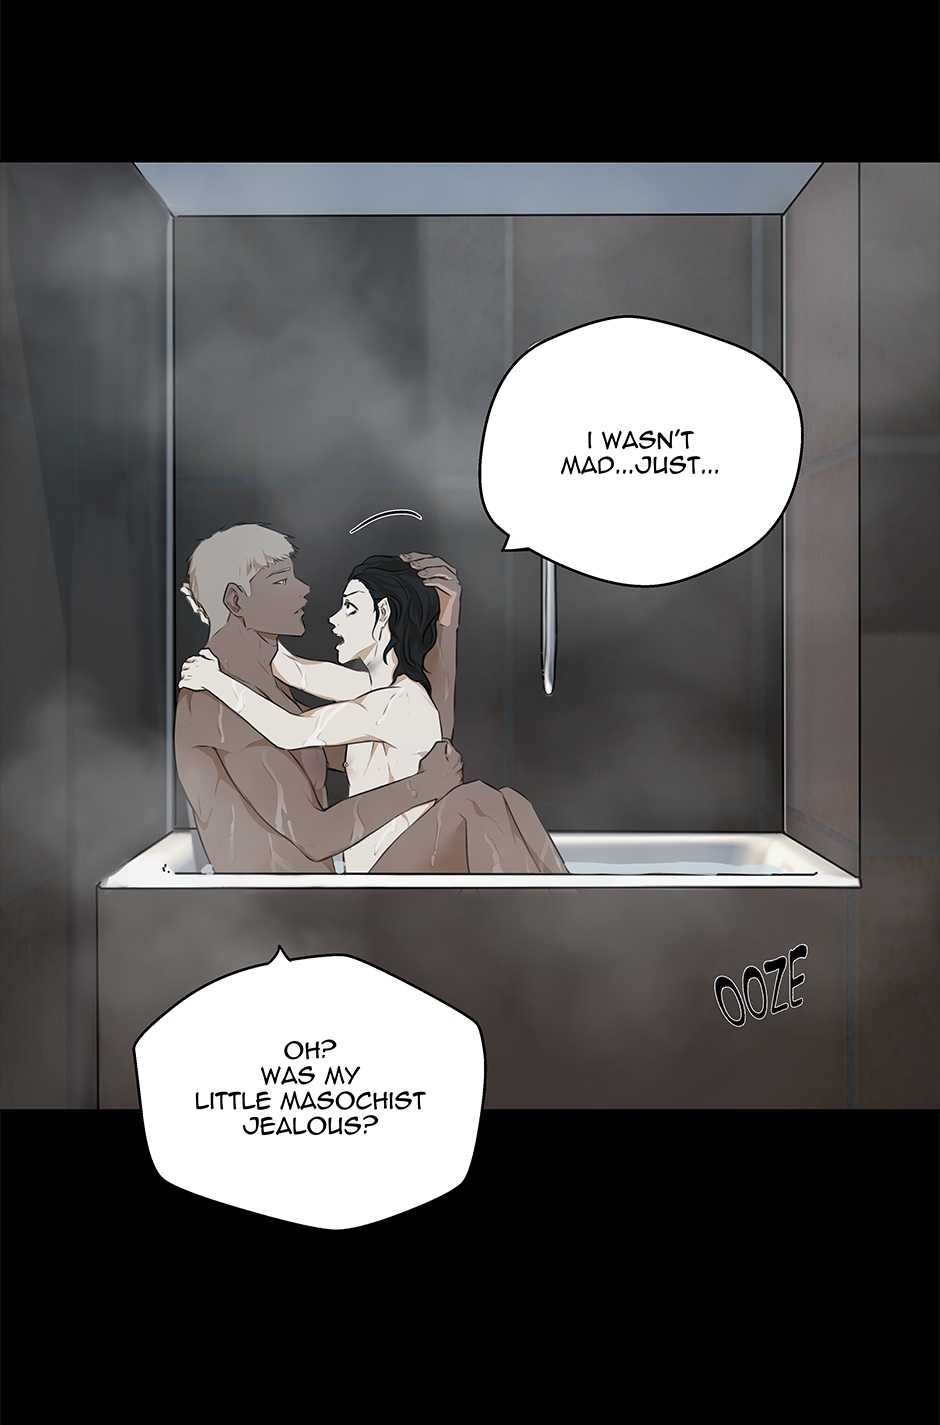 I WASN'T
MAD...JUST...
OOZE
OH?
WAS MY
LITTLE MASOCHIST
JEALOUS?